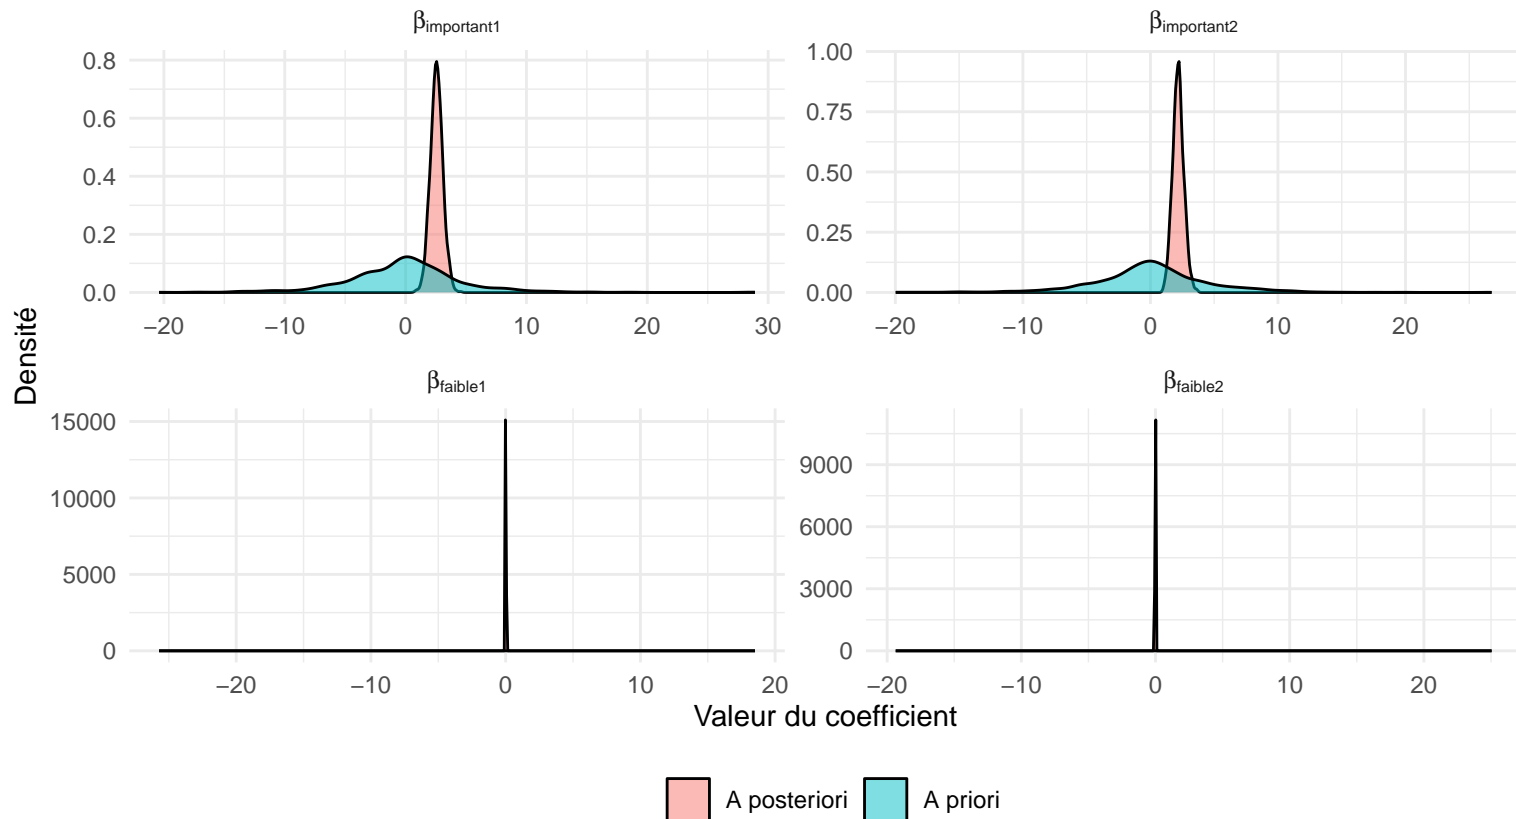 βimportant1
βimportant2
0.8
0.6
0.4
0.2
0.0
−20 −10 0 10 20 30
1.00
0.75
0.50
0.25
0.00
−20 −10 0 10 20
Densité
βfaible1
βfaible2
15000
10000
5000
0
−20 −10 0 10 20
9000
6000
3000
0
−20 −10 0 10 20
Valeur du coefficient
A posteriori A priori